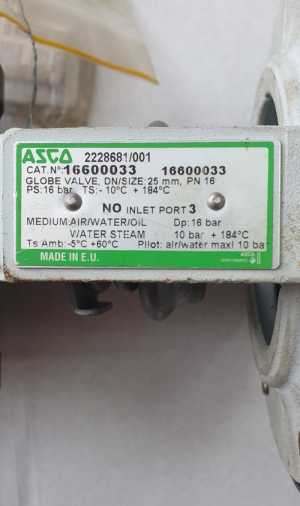 ASCO 2228681/001
CAT.Nº: 16600033 16600033
GLOBE VALVE, DN/SIZE: 25 mm, PN 16
PS:16 bar TS:- 10°C + 184°C
NO INLET PORT 3
MEDIUM:AIR/WATER/OIL Dp: 16 bar
WATER STEAM 10 bar + 184°C
Ts Amb: -5°C +60°C Pilot: air/water maxi 10 bar
MADE IN E.U.
ASCO